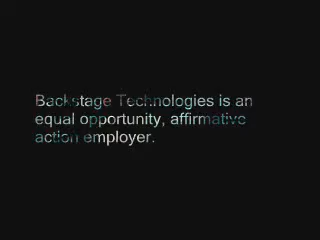 Backstage Technologies is an
equal opportunity, affirmative
action employer.